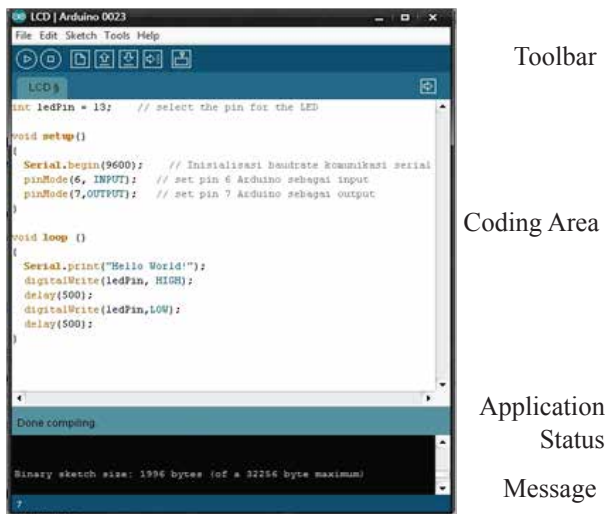 LCD | Arduino 0023
File Edit Sketch Tools Help
Toolbar
LCD §
int ledPin = 13; // select the pin for the LED
void setup()
{
Serial.begin(9600); // Inisialisasi baudrate komunikasi serial
pinMode(6, INPUT); // set pin 6 Arduino sebagai input
pinMode(7,OUTPUT); // set pin 7 Arduino sebagai output
}
Coding Area
void loop ()
{
Serial.print("Hello World!");
digitalWrite(ledPin, HIGH);
delay(500);
digitalWrite(ledPin,LOW);
delay(500);
}
Application
Status
Done compiling.
Binary sketch size: 1996 bytes (of a 32256 byte maximum)
Message
7